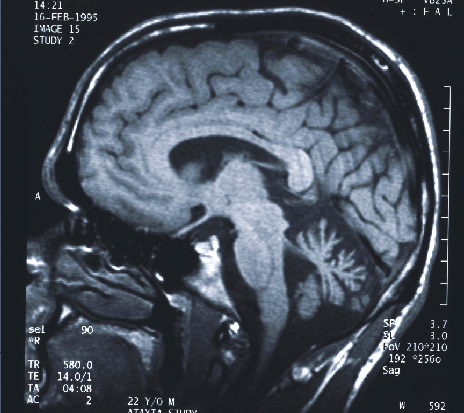 14:21
16-FEB-1995
IMAGE 15
STUDY 2
VB23A
+: F A L
A
sel 90
*R
TR 580.0
TE 14.0/1
TA 04:08
AC 2
22 Y/O M
ATAXIA STUDY
SP 3.7
3.0
FoV 210*210
192 *256o
Sag
W 592